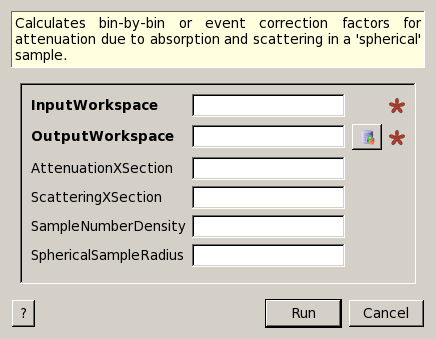 Calculates bin-by-bin or event correction factors for
attenuation due to absorption and scattering in a 'spherical'
sample.
InputWorkspace *
OutputWorkspace *
AttenuationXSection
ScatteringXSection
SampleNumberDensity
SphericalSampleRadius
? Run Cancel